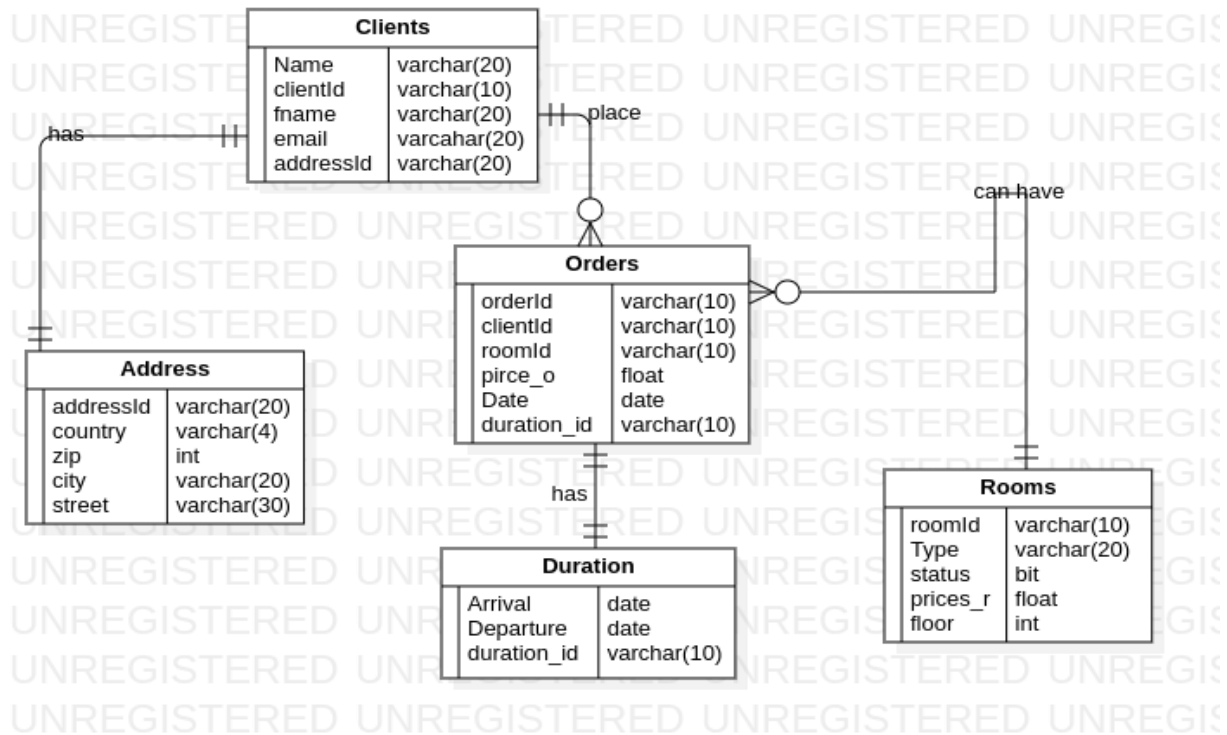 Clients
Name varchar(20)
clientId varchar(10)
fname varchar(20)
email varcahar(20)
addressId varchar(20)
has
place
can have
Orders
orderId varchar(10)
clientId varchar(10)
roomId varchar(10)
pirce_o float
Date date
duration_id varchar(10)
Address
addressId varchar(20)
country varchar(4)
zip int
city varchar(20)
street varchar(30)
has
Rooms
roomId varchar(10)
Type varchar(20)
status bit
prices_r float
floor int
Duration
Arrival date
Departure date
duration_id varchar(10)
UNREGISTERED